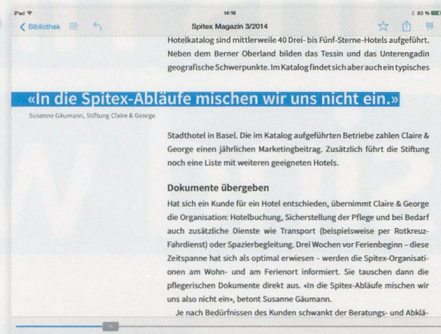 iPad 14:18 83 %
Bibliothek Spitex Magazin 3/2014
Hotelkatalog sind mittlerweile 40 Drei- bis Fünf-Sterne-Hotels aufgeführt.
Neben dem Berner Oberland bilden das Tessin und das Unterengadin
geografische Schwerpunkte. Im Katalog findet sich aber auch ein typisches
«In die Spitex-Abläufe mischen wir uns nicht ein.»
Susanne Gäumann, Stiftung Claire & George
Stadthotel in Basel. Die im Katalog aufgeführten Betriebe zahlen Claire &
George einen jährlichen Marketingbeitrag. Zusätzlich führt die Stiftung
noch eine Liste mit weiteren geeigneten Hotels.
Dokumente übergeben
Hat sich ein Kunde für ein Hotel entschieden, übernimmt Claire & George
die Organisation: Hotelbuchung, Sicherstellung der Pflege und bei Bedarf
auch zusätzliche Dienste wie Transport (beispielsweise per Rotkreuz-
Fahrdienst) oder Spazierbegleitung. Drei Wochen vor Ferienbeginn – diese
Zeitspanne hat sich als optimal erwiesen – werden die Spitex-Organisati-
onen am Wohn- und am Ferienort informiert. Sie tauschen dann die
pflegerischen Dokumente direkt aus. «In die Spitex-Abläufe mischen wir
uns also nicht ein», betont Susanne Gäumann.
Je nach Bedürfnissen des Kunden schwankt der Beratungs- und Abklä-